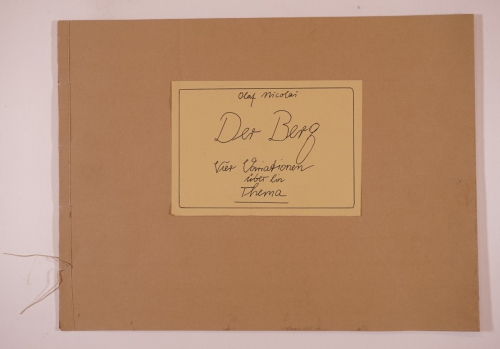 Olaf Nicolai
Der Berg
Vier Variationen
über ein
Thema